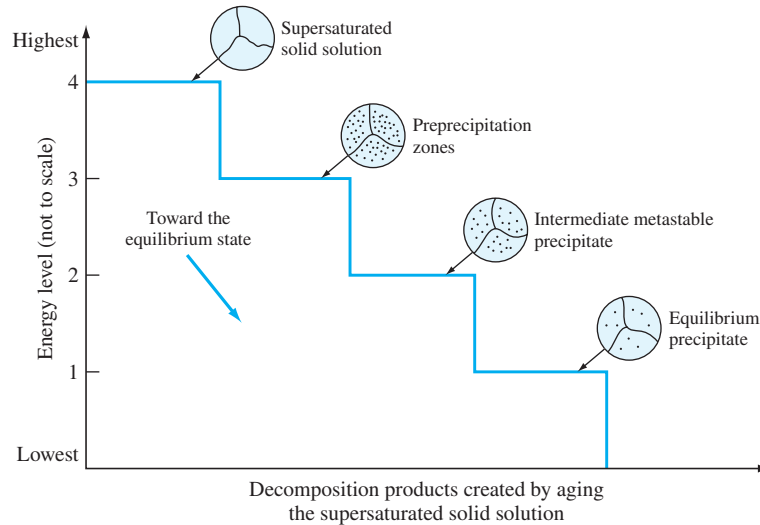 Highest
Supersaturated
solid solution
4
Preprecipitation
zones
3
Toward the
equilibrium state
Intermediate metastable
precipitate
2
Equilibrium
precipitate
1
Lowest
Energy level (not to scale)
Decomposition products created by aging
the supersaturated solid solution